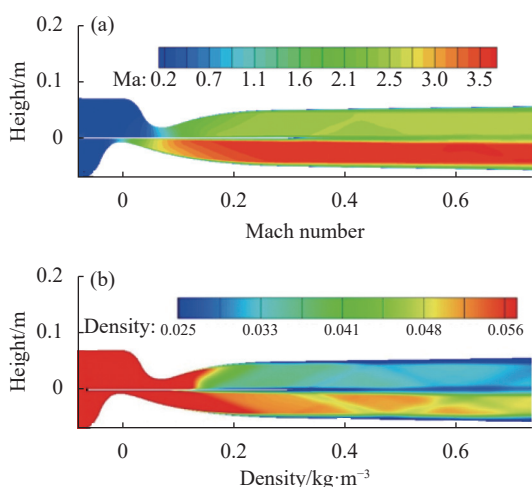 (a)
Ma: 0.2 0.7 1.1 1.6 2.1 2.5 3.0 3.5
Height/m
0.2
0.1
0
0 0.2 0.4 0.6
Mach number
(b)
Density:
0.025 0.033 0.041 0.048 0.056
Height/m
0.2
0.1
0
0 0.2 0.4 0.6
Density/kg·m⁻³